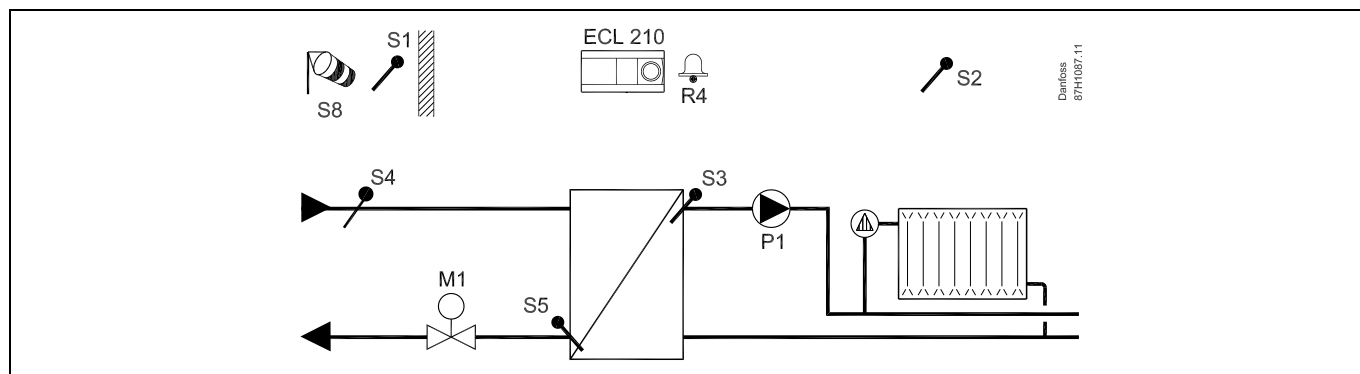 S1
S8
ECL 210
R4
S2
Danfoss
87H1087.11
S4
S3
P1
M1
S5